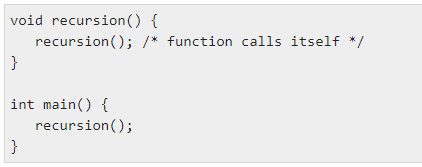 void recursion() {
   recursion(); /* function calls itself */
}

int main() {
   recursion();
}